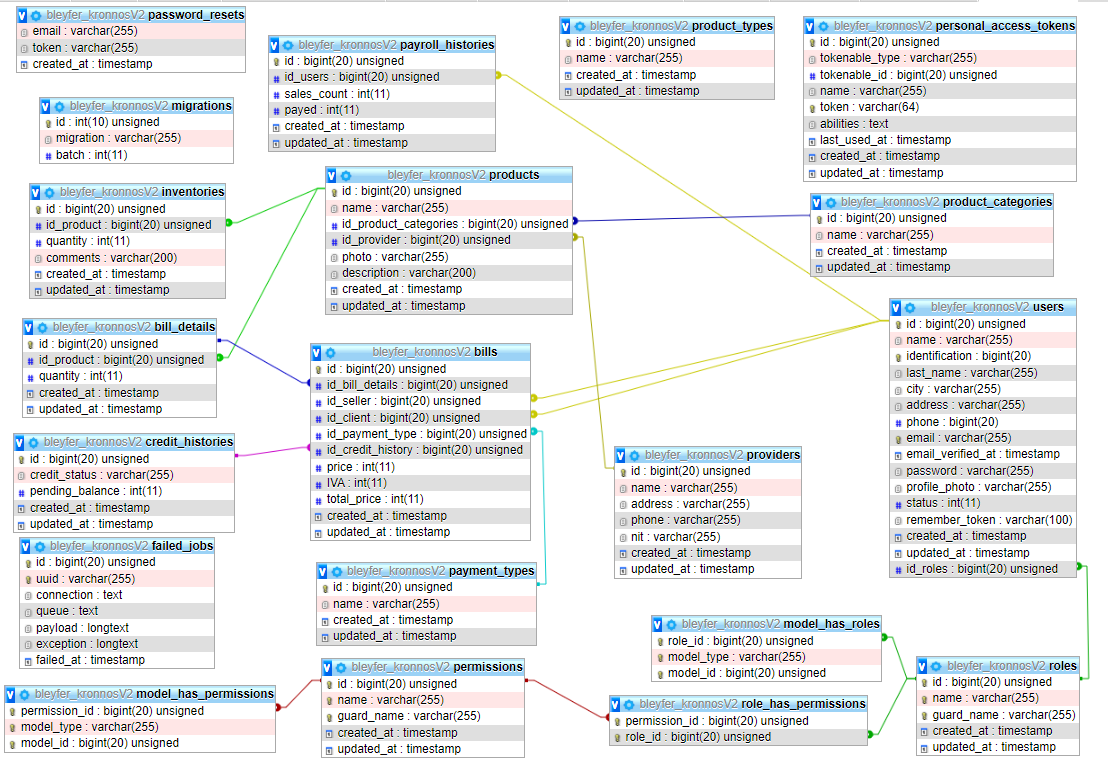 bleyfer_kronnosV2 password_resets
email : varchar(255)
token : varchar(255)
created_at : timestamp
bleyfer_kronnosV2 payroll_histories
id : bigint(20) unsigned
id_users : bigint(20) unsigned
sales_count : int(11)
payed : int(11)
created_at : timestamp
updated_at : timestamp
bleyfer_kronnosV2 product_types
id : bigint(20) unsigned
name : varchar(255)
created_at : timestamp
updated_at : timestamp
bleyfer_kronnosV2 personal_access_tokens
id : bigint(20) unsigned
tokenable_type : varchar(255)
tokenable_id : bigint(20) unsigned
name : varchar(255)
token : varchar(64)
abilities : text
last_used_at : timestamp
created_at : timestamp
updated_at : timestamp
bleyfer_kronnosV2 migrations
id : int(10) unsigned
migration : varchar(255)
batch : int(11)
bleyfer_kronnosV2 inventories
id : bigint(20) unsigned
id_product : bigint(20) unsigned
quantity : int(11)
comments : varchar(200)
created_at : timestamp
updated_at : timestamp
bleyfer_kronnosV2 products
id : bigint(20) unsigned
name : varchar(255)
id_product_categories : bigint(20) unsigned
id_provider : bigint(20) unsigned
photo : varchar(255)
description : varchar(200)
created_at : timestamp
updated_at : timestamp
bleyfer_kronnosV2 product_categories
id : bigint(20) unsigned
name : varchar(255)
created_at : timestamp
updated_at : timestamp
bleyfer_kronnosV2 bill_details
id : bigint(20) unsigned
id_product : bigint(20) unsigned
quantity : int(11)
created_at : timestamp
updated_at : timestamp
bleyfer_kronnosV2 bills
id : bigint(20) unsigned
id_bill_details : bigint(20) unsigned
id_seller : bigint(20) unsigned
id_client : bigint(20) unsigned
id_payment_type : bigint(20) unsigned
id_credit_history : bigint(20) unsigned
price : int(11)
IVA : int(11)
total_price : int(11)
created_at : timestamp
updated_at : timestamp
bleyfer_kronnosV2 users
id : bigint(20) unsigned
name : varchar(255)
identification : bigint(20)
last_name : varchar(255)
city : varchar(255)
address : varchar(255)
phone : bigint(20)
email : varchar(255)
email_verified_at : timestamp
password : varchar(255)
profile_photo : varchar(255)
status : int(11)
remember_token : varchar(100)
created_at : timestamp
updated_at : timestamp
id_roles : bigint(20) unsigned
bleyfer_kronnosV2 credit_histories
id : bigint(20) unsigned
credit_status : varchar(255)
pending_balance : int(11)
created_at : timestamp
updated_at : timestamp
bleyfer_kronnosV2 providers
id : bigint(20) unsigned
name : varchar(255)
address : varchar(255)
phone : varchar(255)
nit : varchar(255)
created_at : timestamp
updated_at : timestamp
bleyfer_kronnosV2 failed_jobs
id : bigint(20) unsigned
uuid : varchar(255)
connection : text
queue : text
payload : longtext
exception : longtext
failed_at : timestamp
bleyfer_kronnosV2 payment_types
id : bigint(20) unsigned
name : varchar(255)
created_at : timestamp
updated_at : timestamp
bleyfer_kronnosV2 model_has_roles
role_id : bigint(20) unsigned
model_type : varchar(255)
model_id : bigint(20) unsigned
bleyfer_kronnosV2 model_has_permissions
permission_id : bigint(20) unsigned
model_type : varchar(255)
model_id : bigint(20) unsigned
bleyfer_kronnosV2 permissions
id : bigint(20) unsigned
name : varchar(255)
guard_name : varchar(255)
created_at : timestamp
updated_at : timestamp
bleyfer_kronnosV2 role_has_permissions
permission_id : bigint(20) unsigned
role_id : bigint(20) unsigned
bleyfer_kronnosV2 roles
id : bigint(20) unsigned
name : varchar(255)
guard_name : varchar(255)
created_at : timestamp
updated_at : timestamp